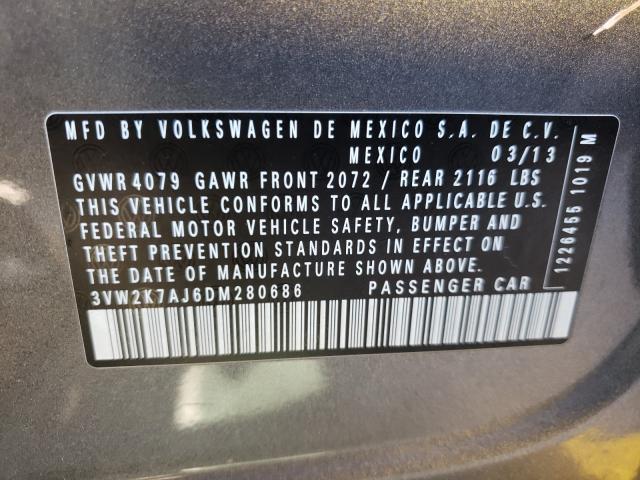 MFD BY VOLKSWAGEN DE MEXICO S.A. DE C.V.
MEXICO 03/13
GVWR 4079 GAWR FRONT 2072 / REAR 2116 LBS
THIS VEHICLE CONFORMS TO ALL APPLICABLE U.S.
FEDERAL MOTOR VEHICLE SAFETY, BUMPER AND
THEFT PREVENTION STANDARDS IN EFFECT ON
THE DATE OF MANUFACTURE SHOWN ABOVE.
3VW2K7AJ6DM280686 PASSENGER CAR
1226455 1019 M